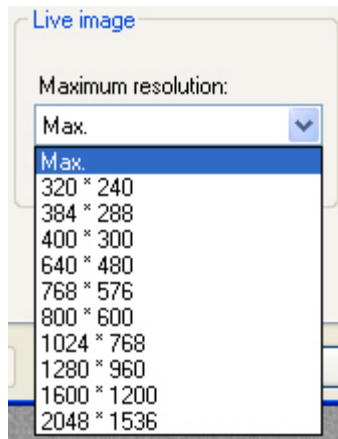 Live image
Maximum resolution:
Max.
Max.
320 * 240
384 * 288
400 * 300
640 * 480
768 * 576
800 * 600
1024 * 768
1280 * 960
1600 * 1200
2048 * 1536